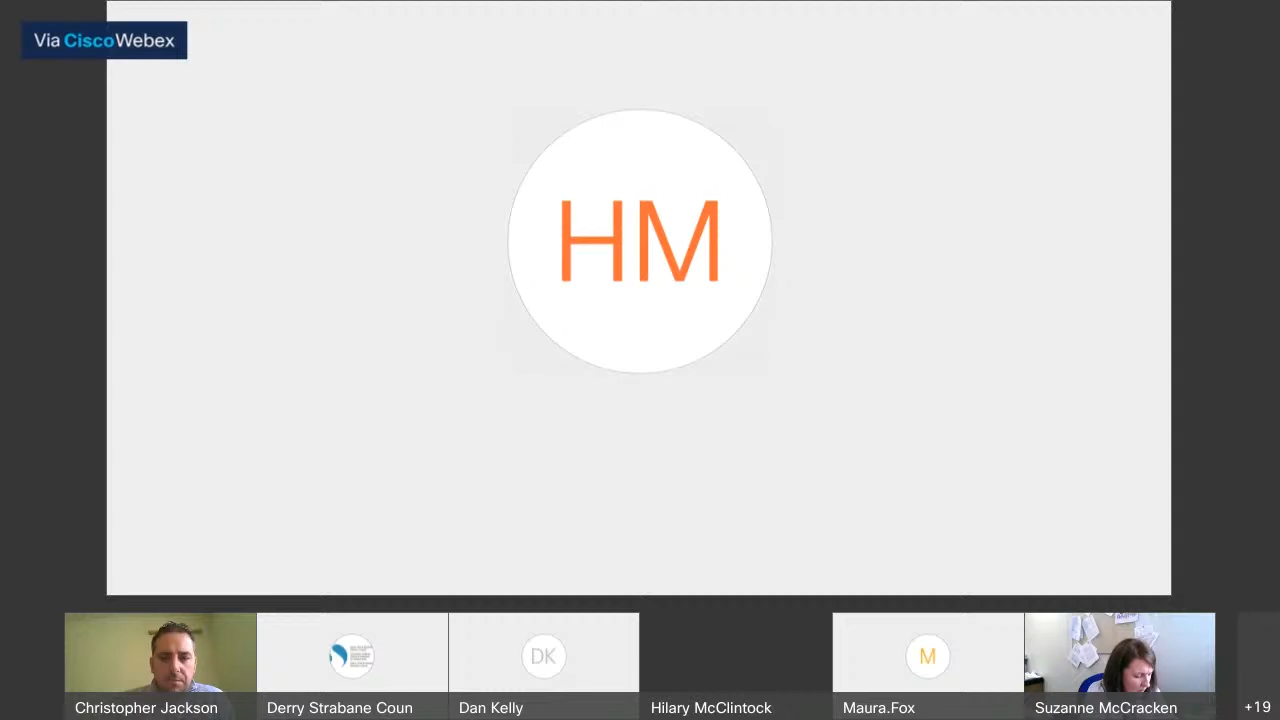 Via CiscoWebex
HM
DK
M
Christopher Jackson
Derry Strabane Coun
Dan Kelly
Hilary McClintock
Maura.Fox
Suzanne McCracken
+19